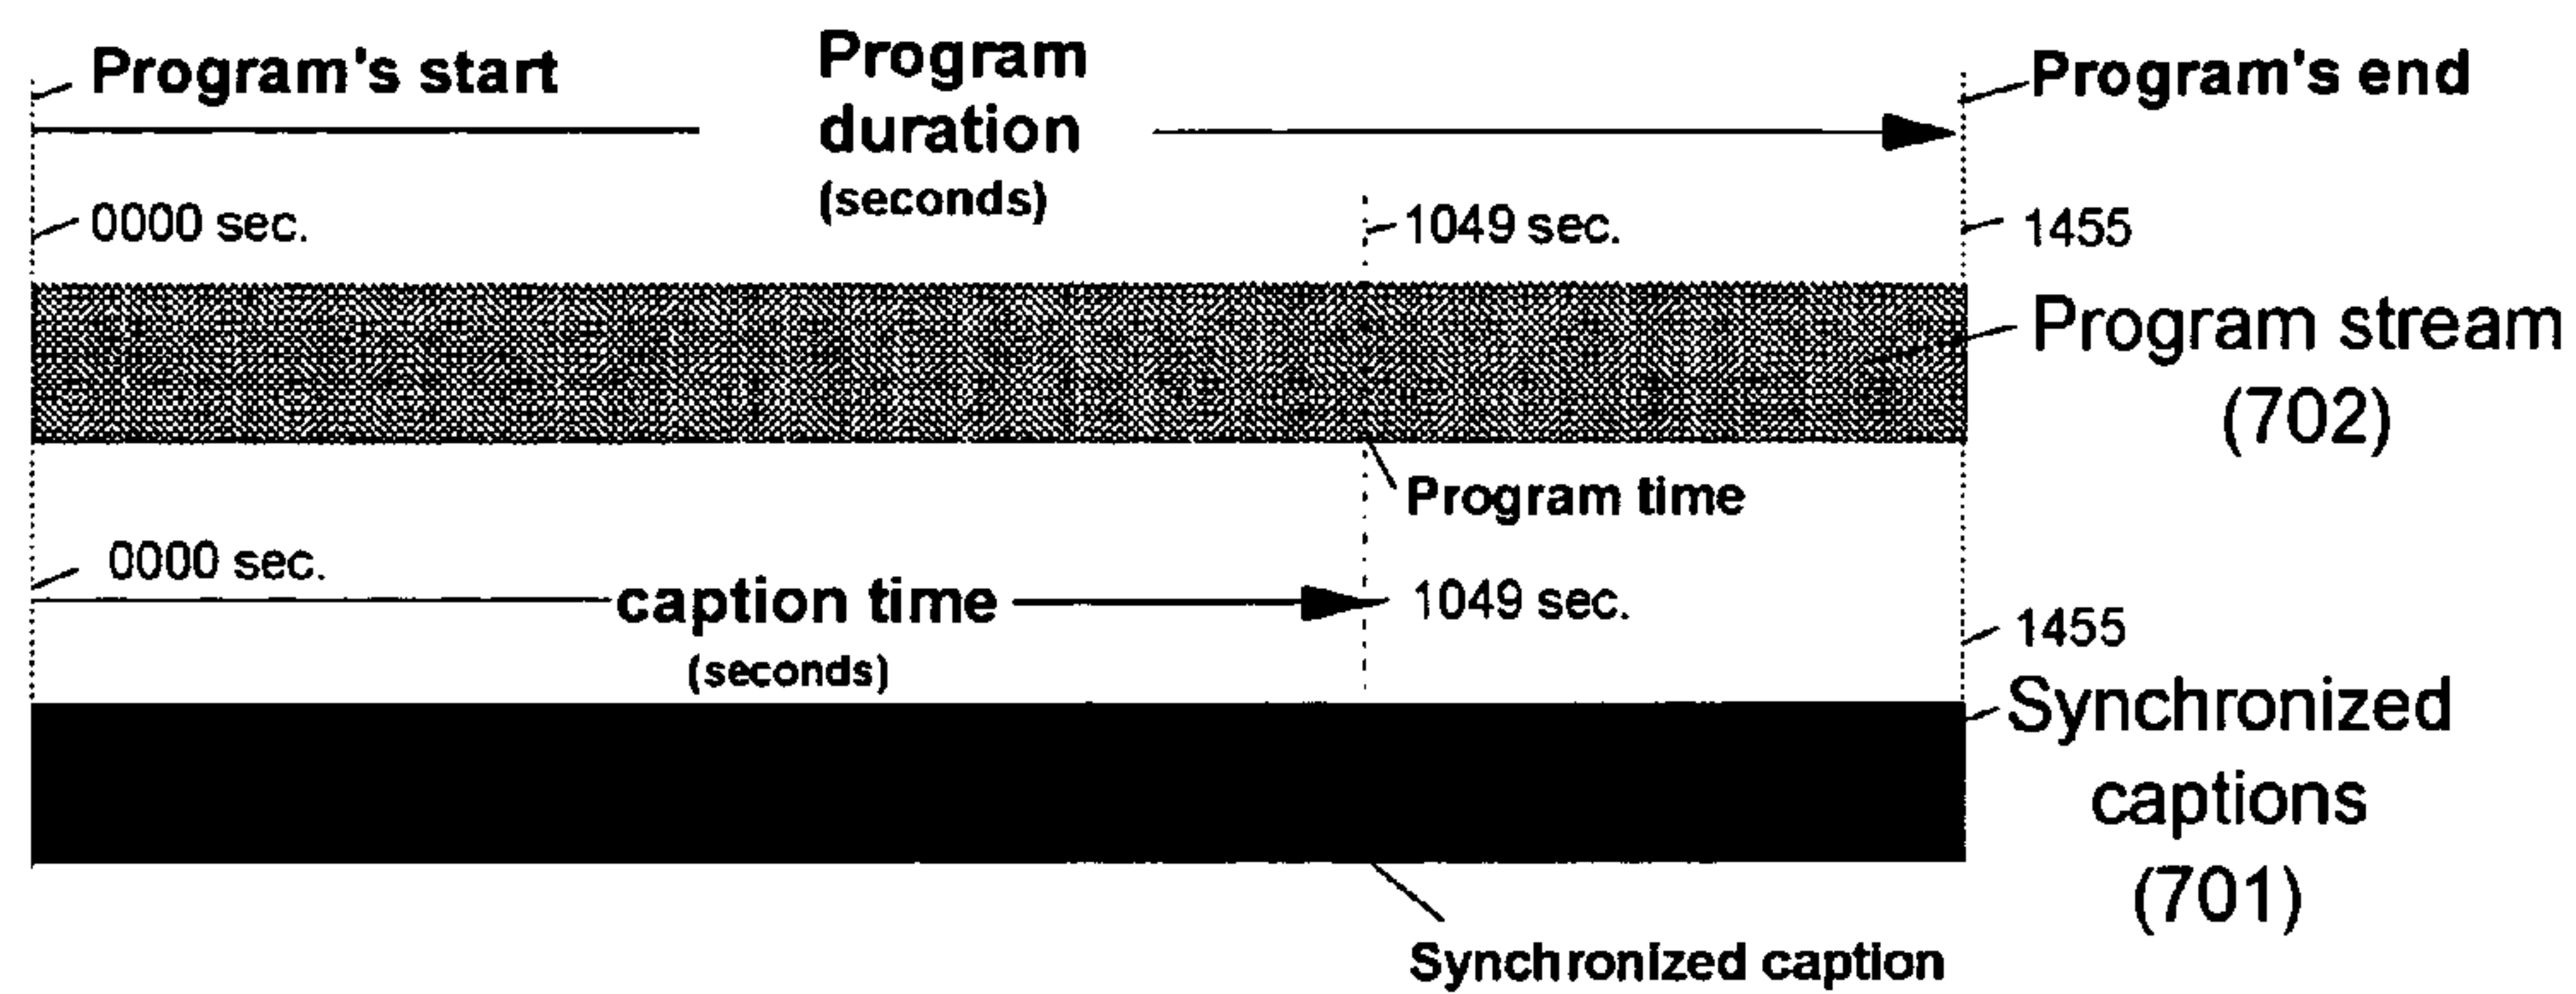 Program's start
Program
duration
(seconds)
Program's end
0000 sec.
1049 sec.
1455
Program stream
(702)
Program time
0000 sec.
caption time
(seconds)
1049 sec.
1455
Synchronized
captions
(701)
Synchronized caption